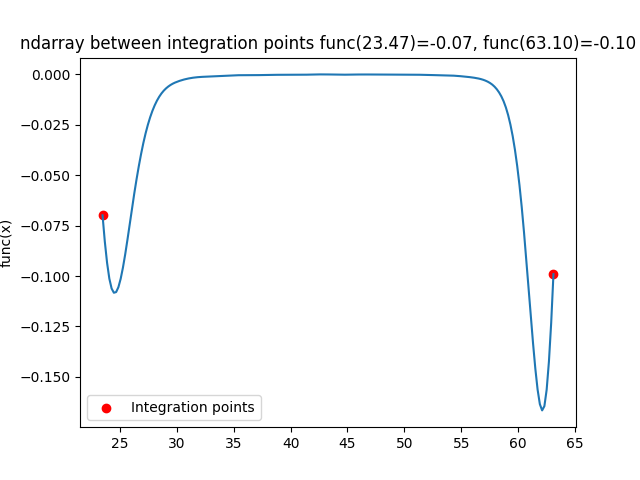 ndarray between integration points func(23.47)=-0.07, func(63.10)=-0.10
0.000
−0.025
−0.050
−0.075
−0.100
−0.125
−0.150
func(x)
Integration points
25 30 35 40 45 50 55 60 65